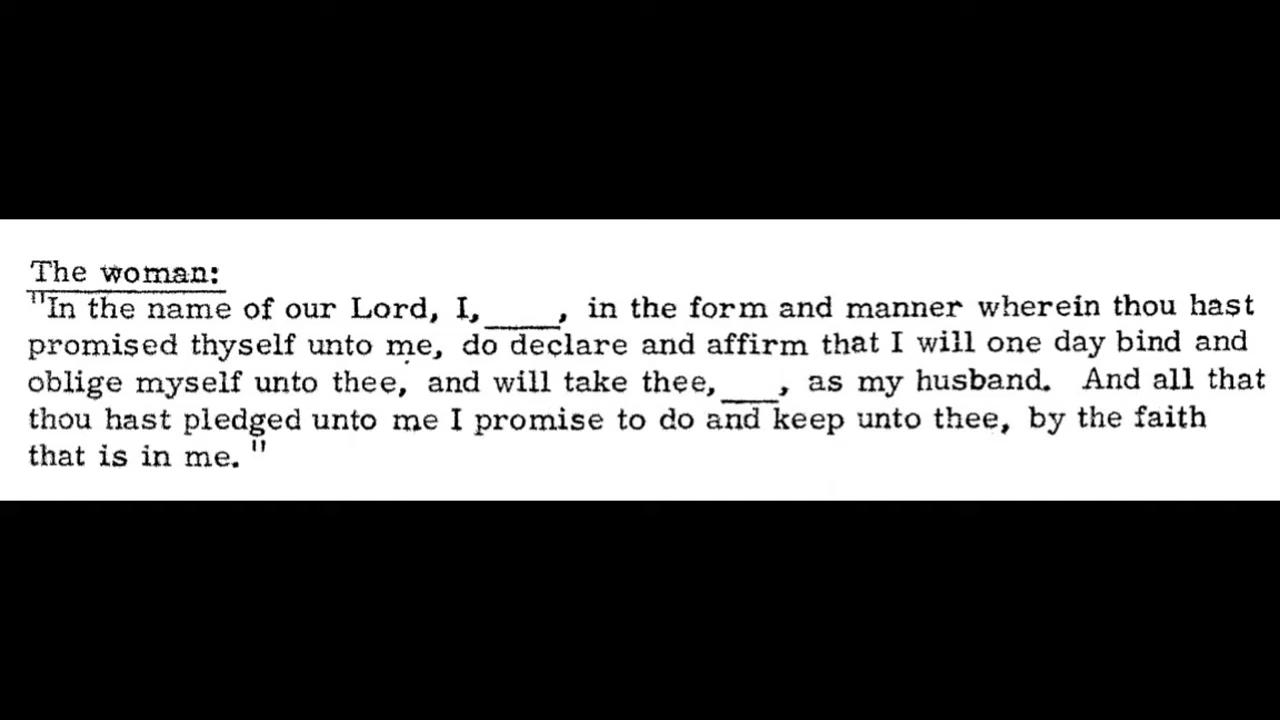 The woman:
"In the name of our Lord, I,____, in the form and manner wherein thou hast
promised thyself unto me, do declare and affirm that I will one day bind and
oblige myself unto thee, and will take thee,___, as my husband. And all that
thou hast pledged unto me I promise to do and keep unto thee, by the faith
that is in me."